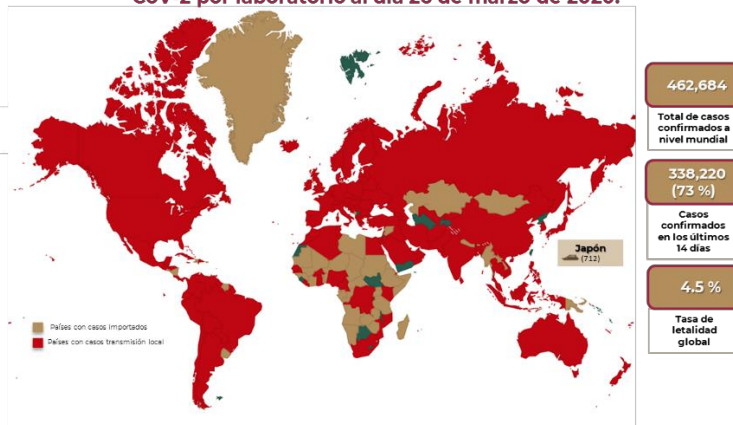 CoV-2 por laboratorio al día 26 de marzo de 2020.
462,684
Total de casos
confirmados a
nivel mundial
338,220
(73 %)
Casos
confirmados
en los últimos
14 días
Japón
(712)
4.5 %
Tasa de
letalidad
global
Países con casos importados
Países con casos transmisión local